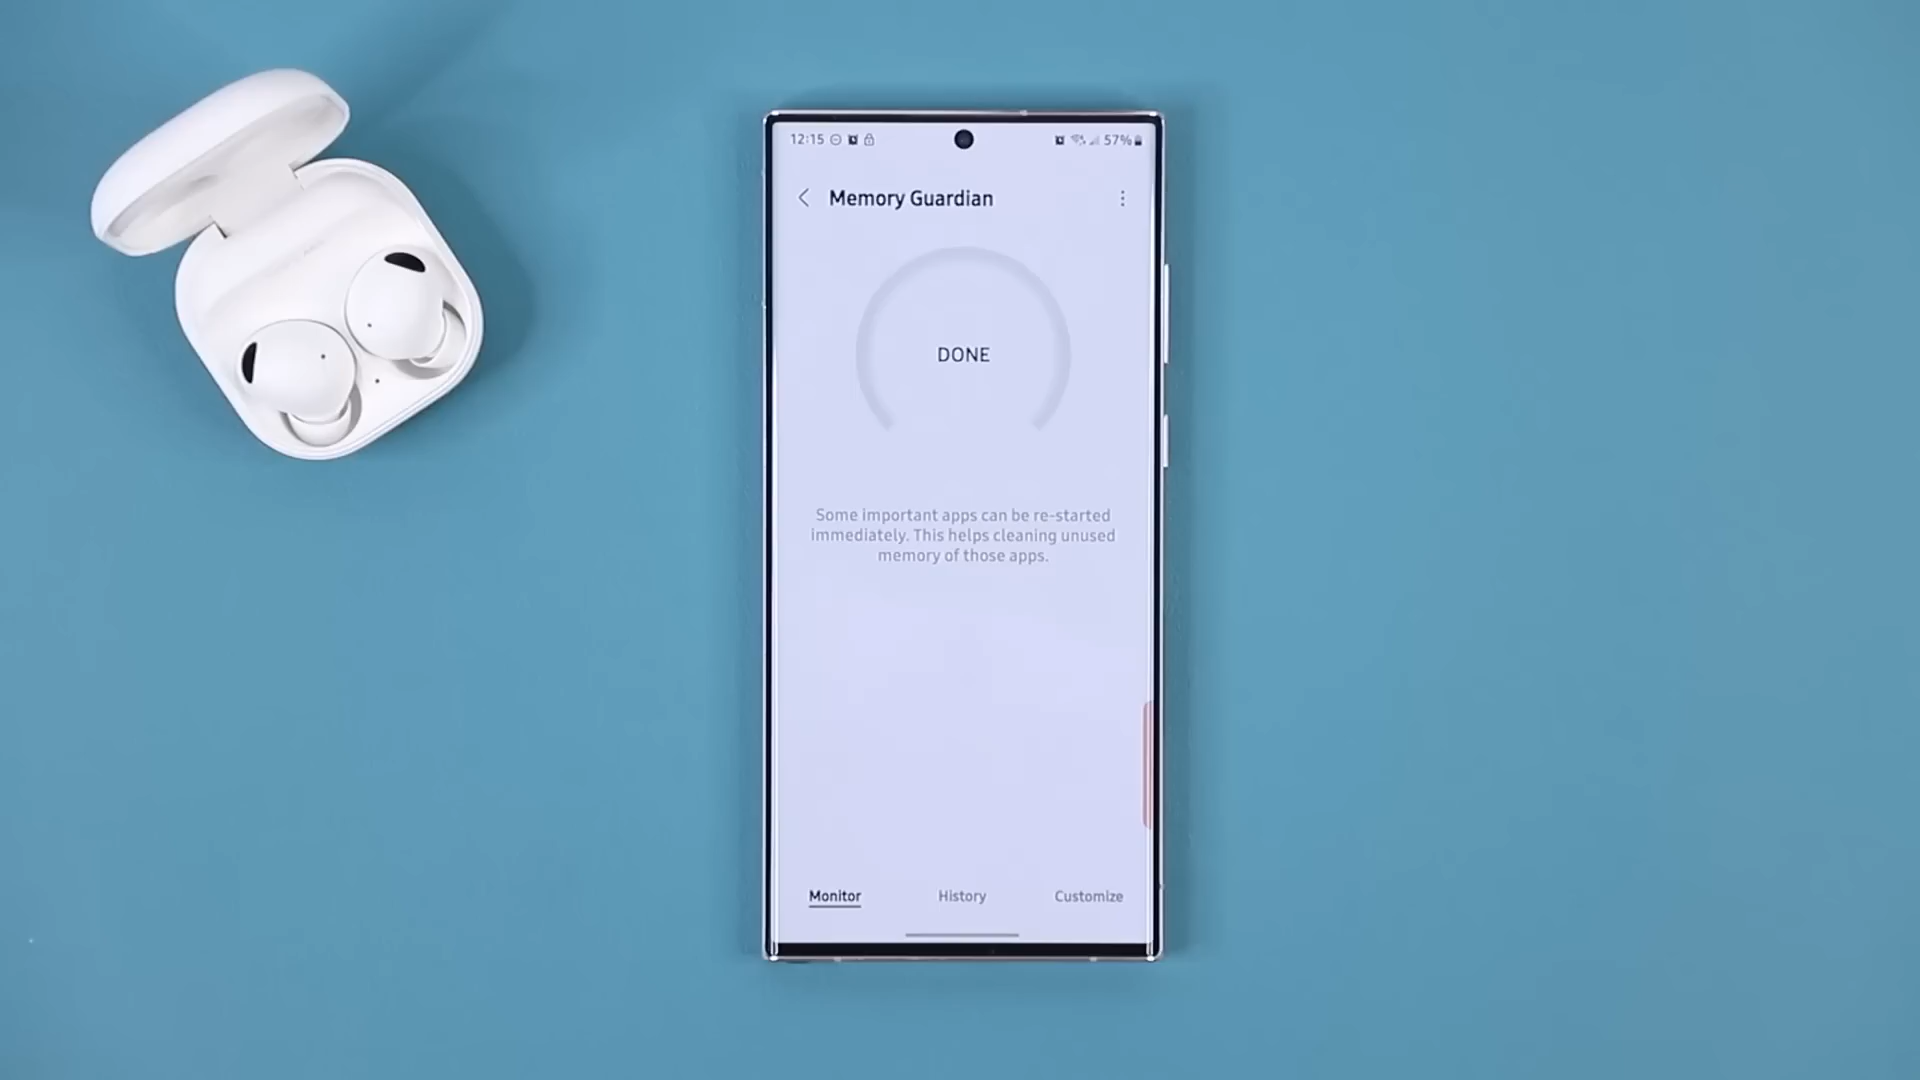 12:15 57%
Memory Guardian
DONE
Some important apps can be re-started
immediately. This helps cleaning unused
memory of those apps.
Monitor History Customize